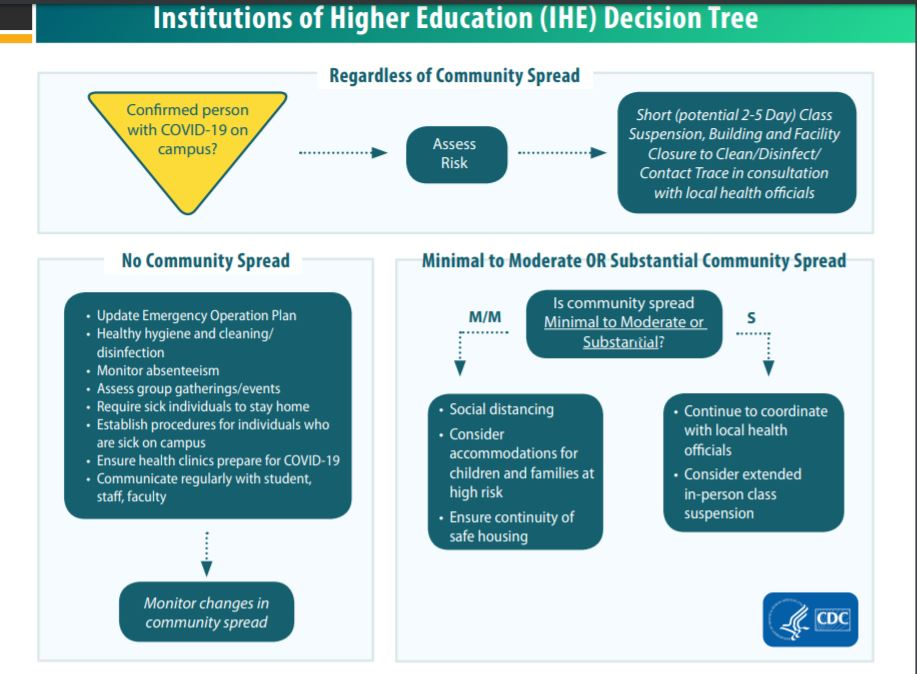 Institutions of Higher Education (IHE) Decision Tree
Regardless of Community Spread
Confirmed person
with COVID-19 on
campus?
Assess
Risk
Short (potential 2-5 Day) Class
Suspension, Building and Facility
Closure to Clean/Disinfect/
Contact Trace in consultation
with local health officials
No Community Spread
• Update Emergency Operation Plan
• Healthy hygiene and cleaning/
disinfection
• Monitor absenteeism
• Assess group gatherings/events
• Require sick individuals to stay home
• Establish procedures for individuals who
are sick on campus
• Ensure health clinics prepare for COVID-19
• Communicate regularly with student,
staff, faculty
Monitor changes in
community spread
Minimal to Moderate OR Substantial Community Spread
Is community spread
Minimal to Moderate or
Substantial?
M/M
S
• Social distancing
• Consider
accommodations for
children and families at
high risk
• Ensure continuity of
safe housing
• Continue to coordinate
with local health
officials
• Consider extended
in-person class
suspension
CDC